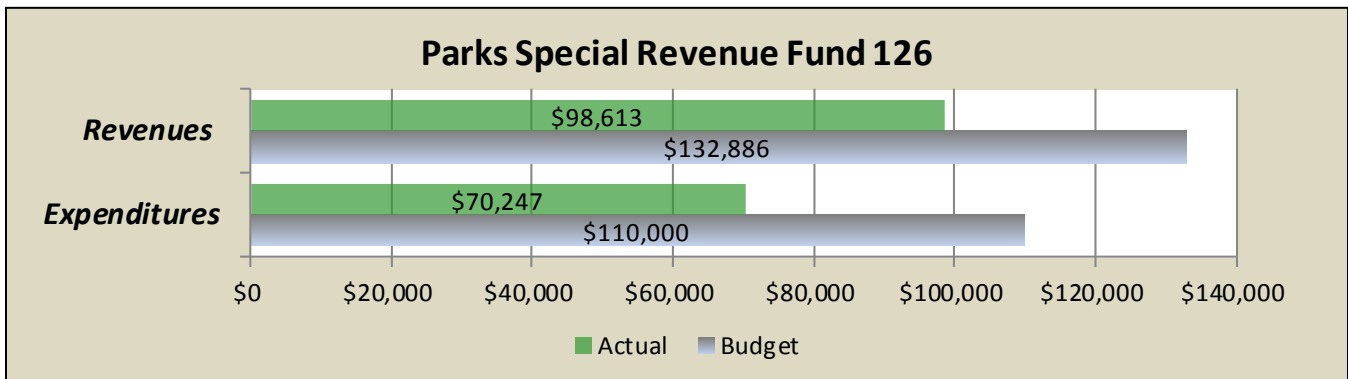 Parks Special Revenue Fund 126
Revenues
$98,613
$132,886
Expenditures
$70,247
$110,000
$0 $20,000 $40,000 $60,000 $80,000 $100,000 $120,000 $140,000
Actual Budget